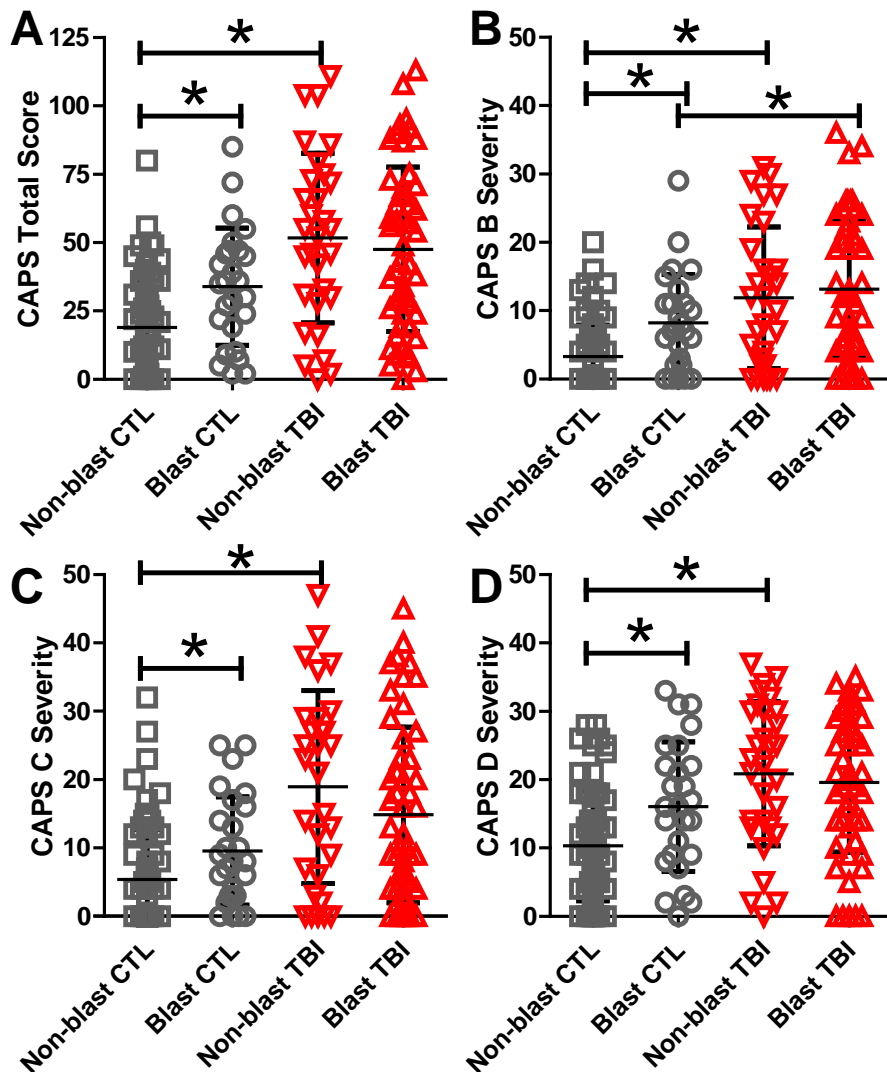 A
CAPS Total Score
125
100
75
50
25
0
*
*
Non-blast CTL
Blast CTL
Non-blast TBI
Blast TBI
B
CAPS B Severity
50
40
30
20
10
0
*
*
*
Non-blast CTL
Blast CTL
Non-blast TBI
Blast TBI
C
CAPS C Severity
50
40
30
20
10
0
*
*
Non-blast CTL
Blast CTL
Non-blast TBI
Blast TBI
D
CAPS D Severity
50
40
30
20
10
0
*
*
Non-blast CTL
Blast CTL
Non-blast TBI
Blast TBI